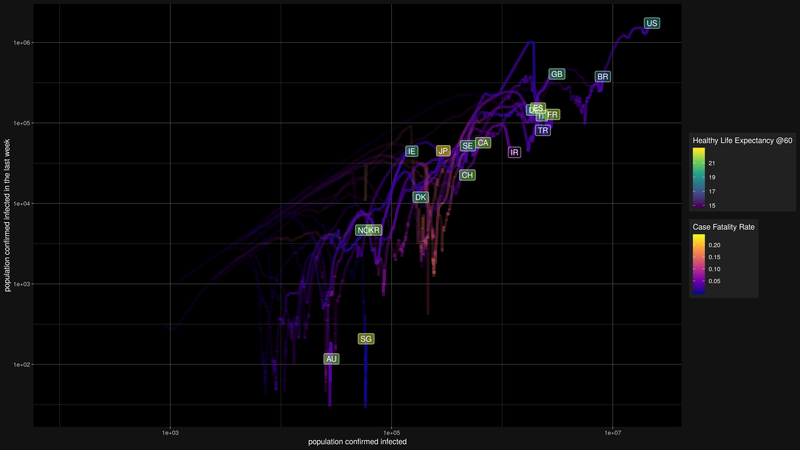 population confirmed infected in the last week
1e+06
1e+05
1e+04
1e+03
1e+02
US
GB
BR
ES
IT
FR
TR
CA
SE
IR
IE
JP
CH
DK
NO
KR
SG
AU
1e+03
1e+05
1e+07
population confirmed infected
Healthy Life Expectancy @60
21
19
17
15
Case Fatality Rate
0.20
0.15
0.10
0.05